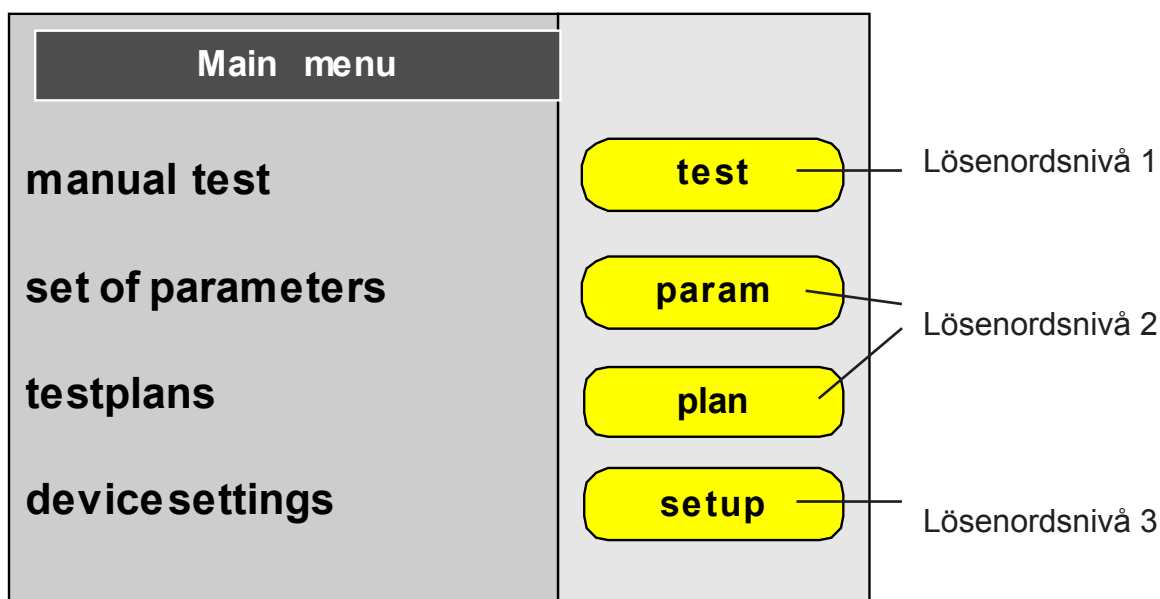 Main menu
manual test
test
Lösenordsnivå 1
set of parameters
param
Lösenordsnivå 2
testplans
plan
devicesettings
setup
Lösenordsnivå 3